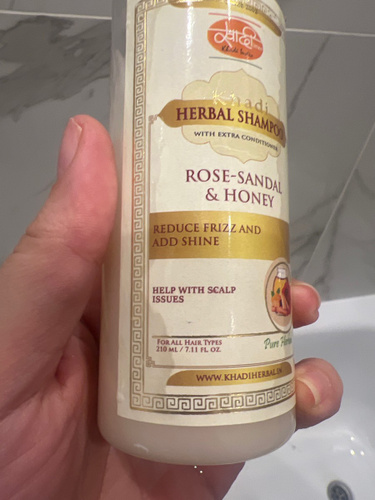 खादी
Khadi
HERBAL SHAMPOO
WITH EXTRA CONDITIONER
ROSE-SANDAL
& HONEY
REDUCE FRIZZ AND
ADD SHINE
HELP WITH SCALP
ISSUES
FOR ALL HAIR TYPES
210 ML / 7.11 FL. OZ.
Pure Herbal
WWW.KHADIHERBAL.IN